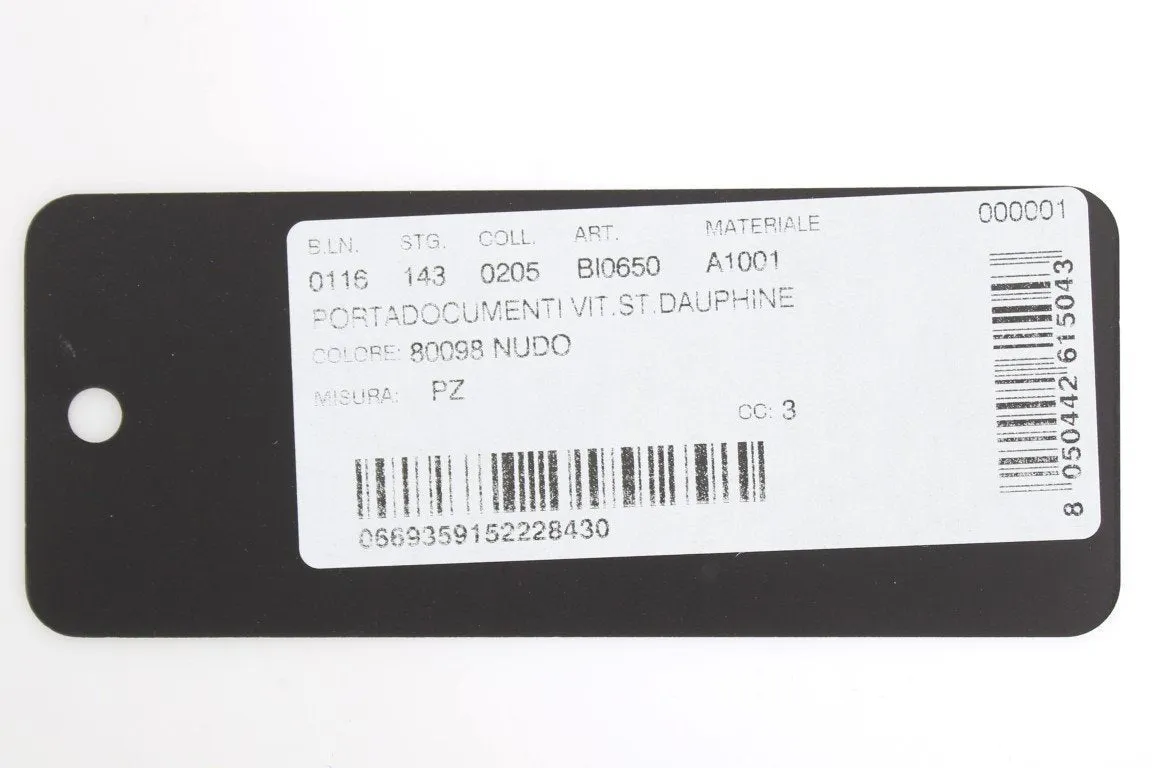 B.LN. STG. COLL. ART. MATERIALE 000001
0116 143 0205 BI0650 A1001
PORTADOCUMENTI VIT.ST.DAUPHINE
COLORE: 80098 NUDO
MISURA: PZ
CC: 3
0669359152228430
8 050442 615043